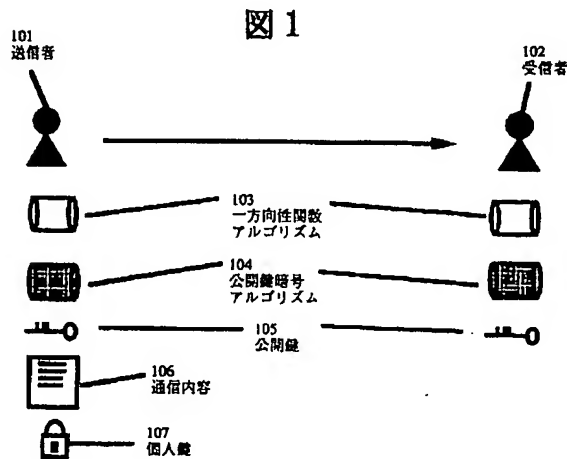 図1
101
送信者
102
受信者
103
一方向性関数
アルゴリズム
104
公開鍵暗号
アルゴリズム
105
公開鍵
106
通信内容
107
個人鍵